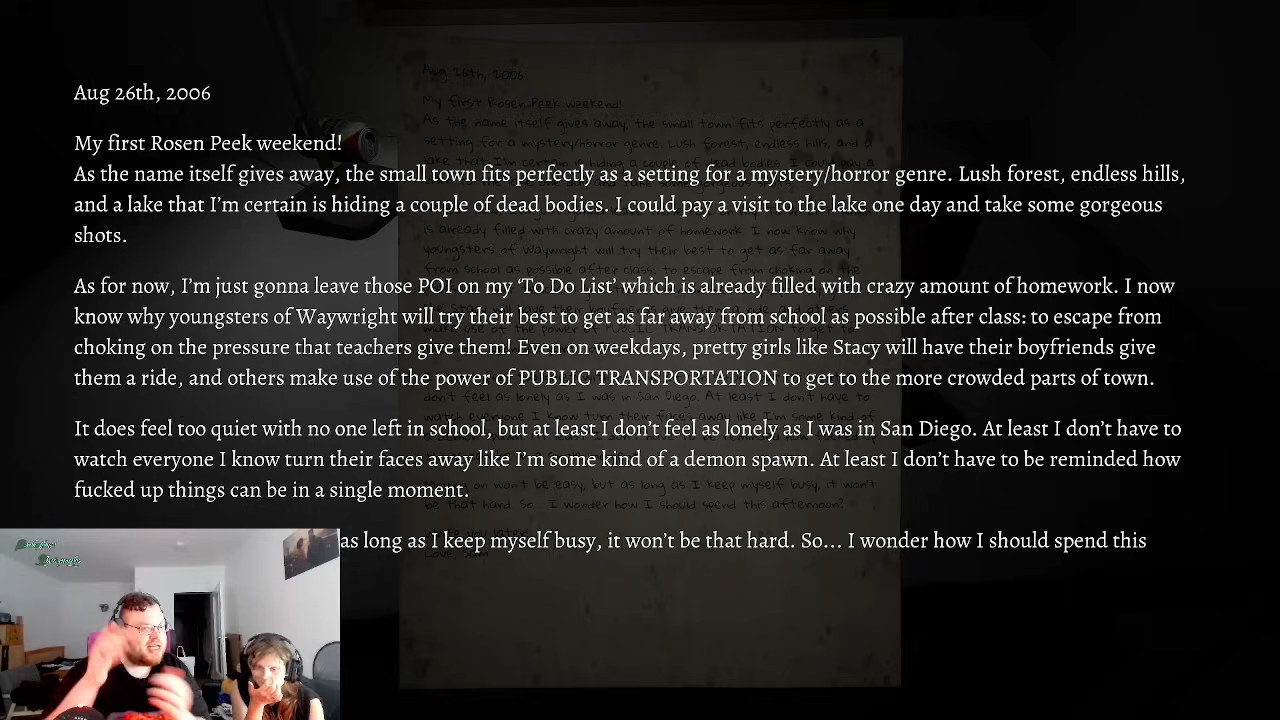 Aug 26th, 2006
My first Rosen Peek weekend!
As the name itself gives away, the small town fits perfectly as a setting for a mystery/horror genre. Lush forest, endless hills,
and a lake that I'm certain is hiding a couple of dead bodies. I could pay a visit to the lake one day and take some gorgeous
shots.
As for now, I'm just gonna leave those POI on my 'To Do List' which is already filled with crazy amount of homework. I now
know why youngsters of Waywright will try their best to get as far away from school as possible after class: to escape from
choking on the pressure that teachers give them! Even on weekdays, pretty girls like Stacy will have their boyfriends give
them a ride, and others make use of the power of PUBLIC TRANSPORTATION to get to the more crowded parts of town.
It does feel too quiet with no one left in school, but at least I don't feel as lonely as I was in San Diego. At least I don't have to
watch everyone I know turn their faces away like I'm some kind of a demon spawn. At least I don't have to be reminded how
fucked up things can be in a single moment.
as long as I keep myself busy, it won't be that hard. So... I wonder how I should spend this